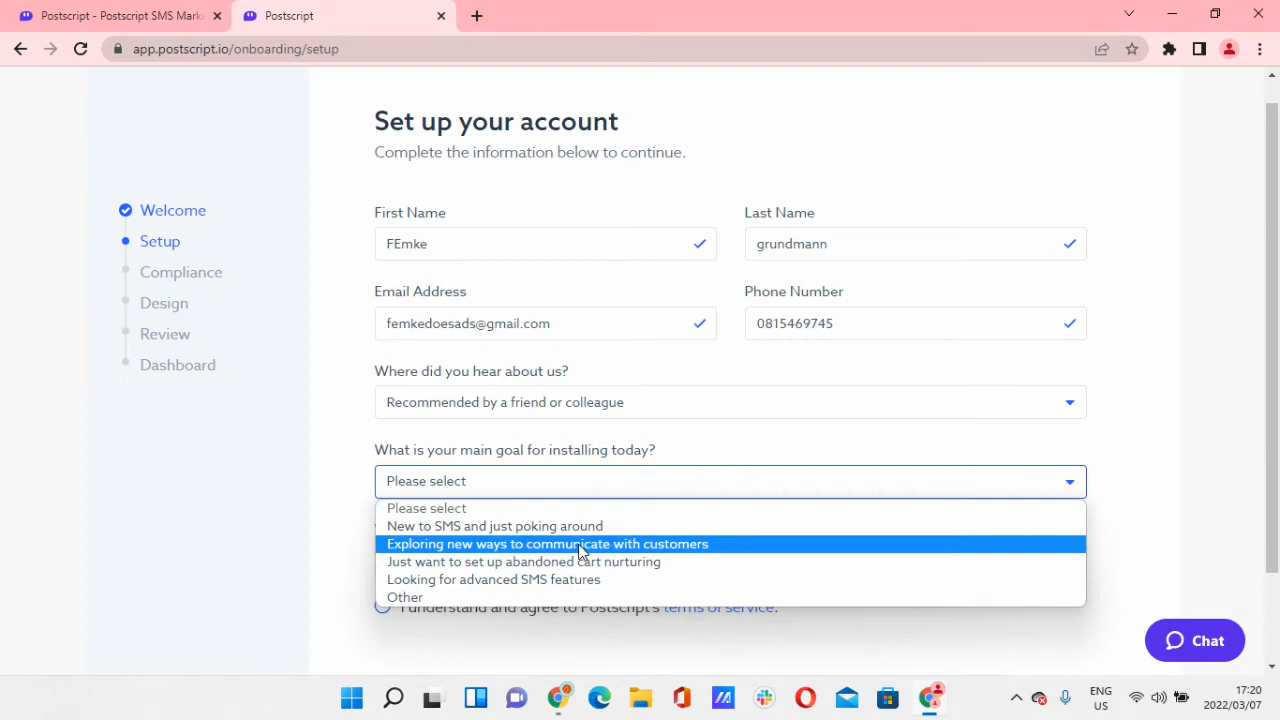 Postscript - Postscript SMS Mark
Postscript
app.postscript.io/onboarding/setup
Set up your account
Complete the information below to continue.
Welcome
Setup
Compliance
Design
Review
Dashboard
First Name
Last Name
FEmke
grundmann
Email Address
Phone Number
femkedoesads@gmail.com
0815469745
Where did you hear about us?
Recommended by a friend or colleague
What is your main goal for installing today?
Please select
Please select
New to SMS and just poking around
Exploring new ways to communicate with customers
Just want to set up abandoned cart nurturing
Looking for advanced SMS features
Other
I understand and agree to Postscript's terms of service.
Chat
ENG
US
17:20
2022/03/07